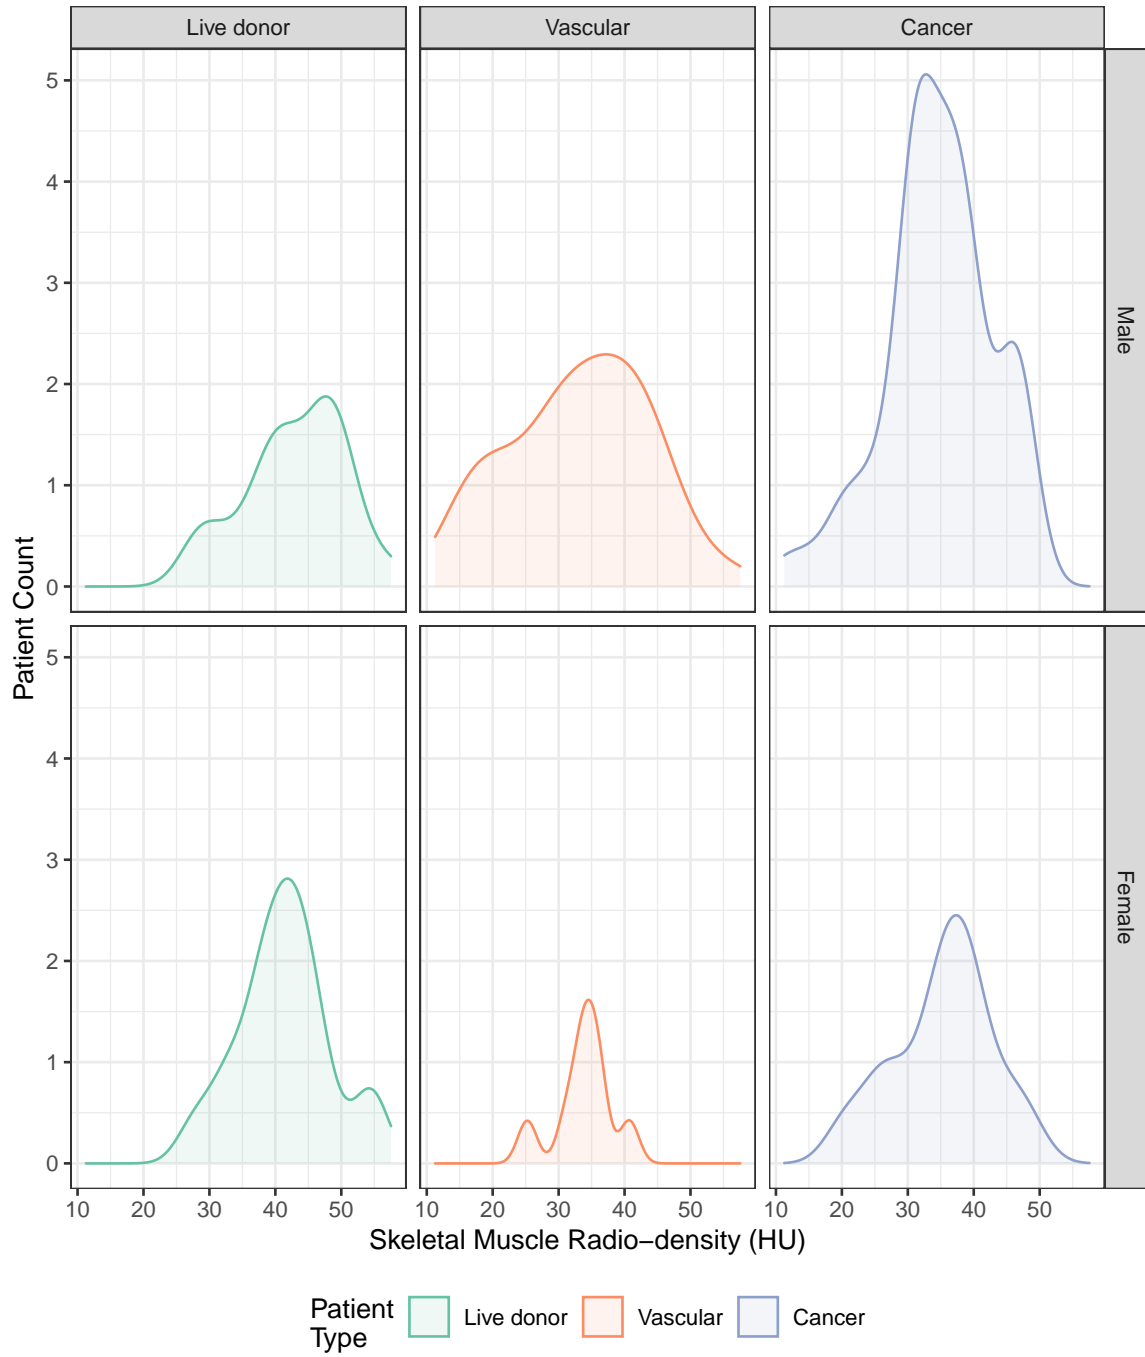 Live donor
Vascular
Cancer
5
4
3
2
1
0
Male
Patient Count
5
4
3
2
1
0
Female
10 20 30 40 50
10 20 30 40 50
10 20 30 40 50
Skeletal Muscle Radio−density (HU)
Patient
Type
Live donor
Vascular
Cancer